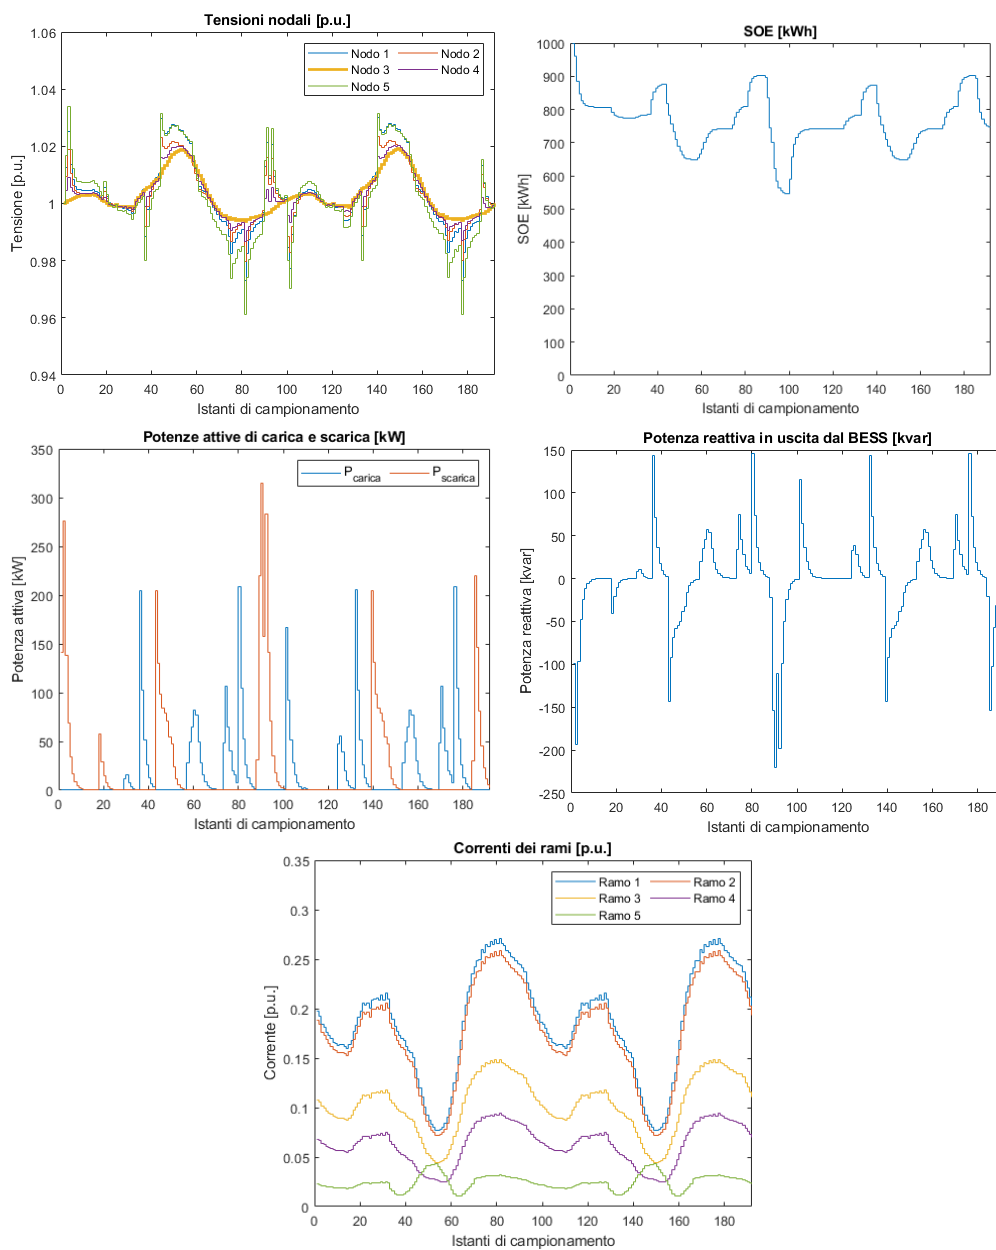 Tensioni nodali [p.u.]
1.06
1.04
1.02
1
0.98
0.96
0.94
Tensione [p.u.]
Nodo 1 Nodo 2
Nodo 3 Nodo 4
Nodo 5
0 20 40 60 80 100 120 140 160 180
Istanti di campionamento
SOE [kWh]
1000
900
800
700
600
500
400
300
200
100
0
SOE [kWh]
0 20 40 60 80 100 120 140 160 180
Istanti di campionamento
Potenze attive di carica e scarica [kW]
350
300
250
200
150
100
50
0
Potenza attiva [kW]
P_carica P_scarica
0 20 40 60 80 100 120 140 160 180
Istanti di campionamento
Potenza reattiva in uscita dal BESS [kvar]
150
100
50
0
-50
-100
-150
-200
-250
Potenza reattiva [kvar]
0 20 40 60 80 100 120 140 160 180
Istanti di campionamento
Correnti dei rami [p.u.]
0.35
0.3
0.25
0.2
0.15
0.1
0.05
0
Corrente [p.u.]
Ramo 1 Ramo 2
Ramo 3 Ramo 4
Ramo 5
0 20 40 60 80 100 120 140 160 180
Istanti di campionamento